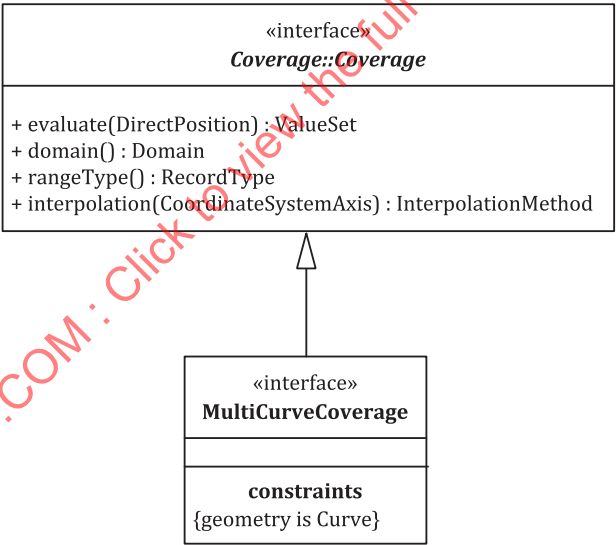 «interface»
Coverage::Coverage
+ evaluate(DirectPosition) : ValueSet
+ domain() : Domain
+ rangeType() : RecordType
+ interpolation(CoordinateSystemAxis) : InterpolationMethod
.COM : Click to view the full
«interface»
MultiCurveCoverage
constraints
{geometry is Curve}